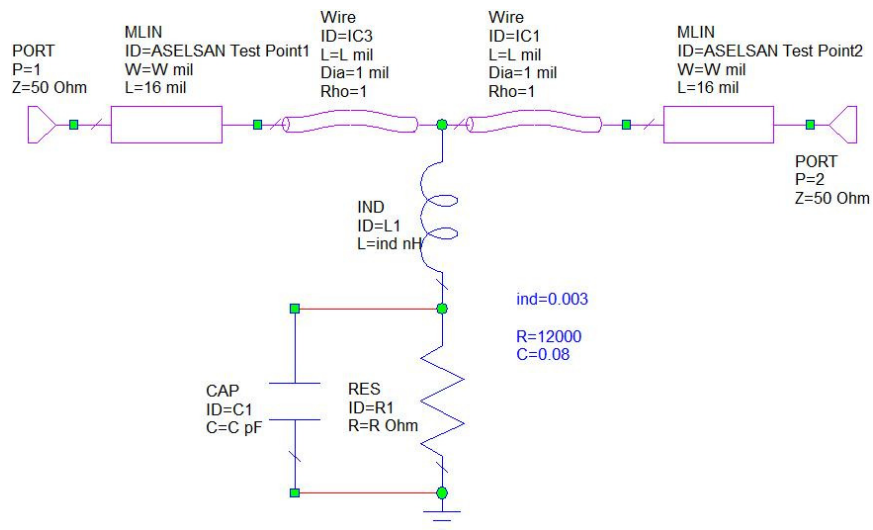 PORT
P=1
Z=50 Ohm
MLIN
ID=ASELSAN Test Point1
W=W mil
L=16 mil
Wire
ID=IC3
L=L mil
Dia=1 mil
Rho=1
Wire
ID=IC1
L=L mil
Dia=1 mil
Rho=1
MLIN
ID=ASELSAN Test Point2
W=W mil
L=16 mil
PORT
P=2
Z=50 Ohm
IND
ID=L1
L=ind nH
ind=0.003
R=12000
C=0.08
CAP
ID=C1
C=C pF
RES
ID=R1
R=R Ohm